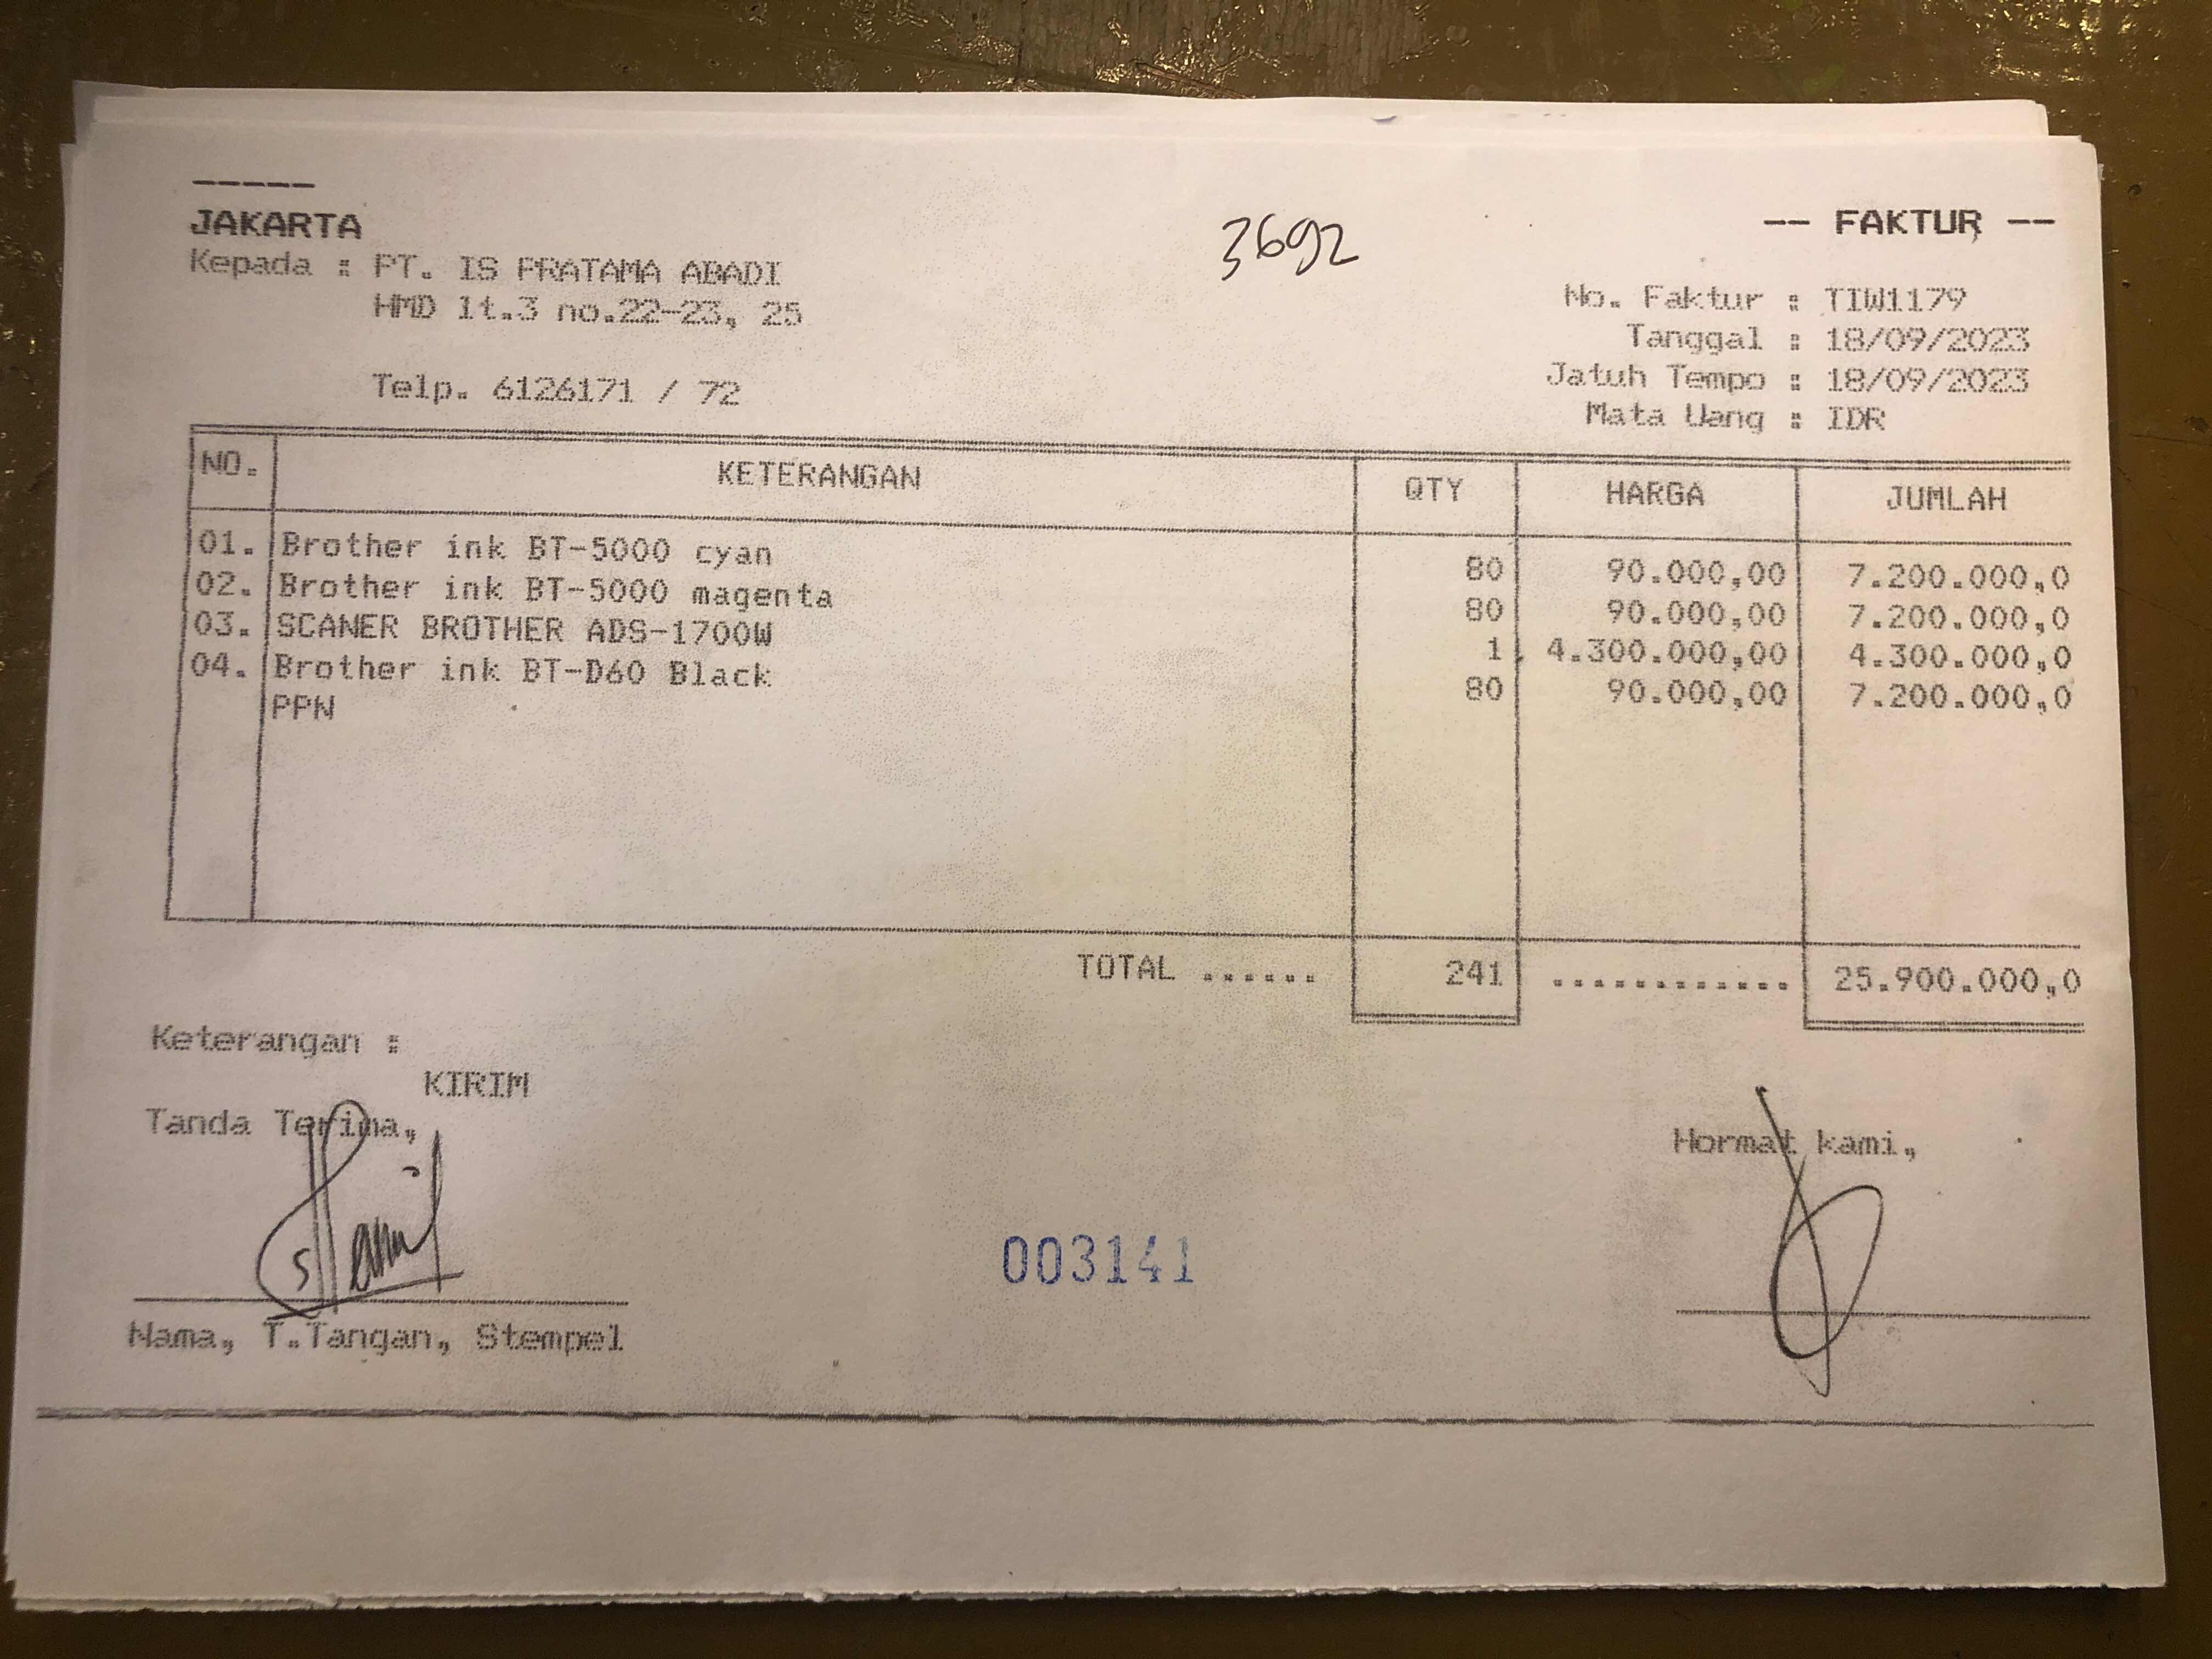 -----
JAKARTA
3692
-- FAKTUR --
Kepada : PT. IS PRATAMA ABADI
HMD lt.3 no.22-23, 25
Telp. 6126171 / 72
No. Faktur : TIW1179
Tanggal : 18/09/2023
Jatuh Tempo : 18/09/2023
Mata Uang : IDR
NO. KETERANGAN QTY HARGA JUMLAH
01. Brother ink BT-5000 cyan 80 90.000,00 7.200.000,0
02. Brother ink BT-5000 magenta 80 90.000,00 7.200.000,0
03. SCANER BROTHER ADS-1700W 1 4.300.000,00 4.300.000,0
04. Brother ink BT-D60 Black 80 90.000,00 7.200.000,0
PPN
TOTAL ...... 241 ............ 25.900.000,0
Keterangan :
KIRIM
Tanda Terima,
Hormat kami,
003141
Nama, T.Tangan, Stempel